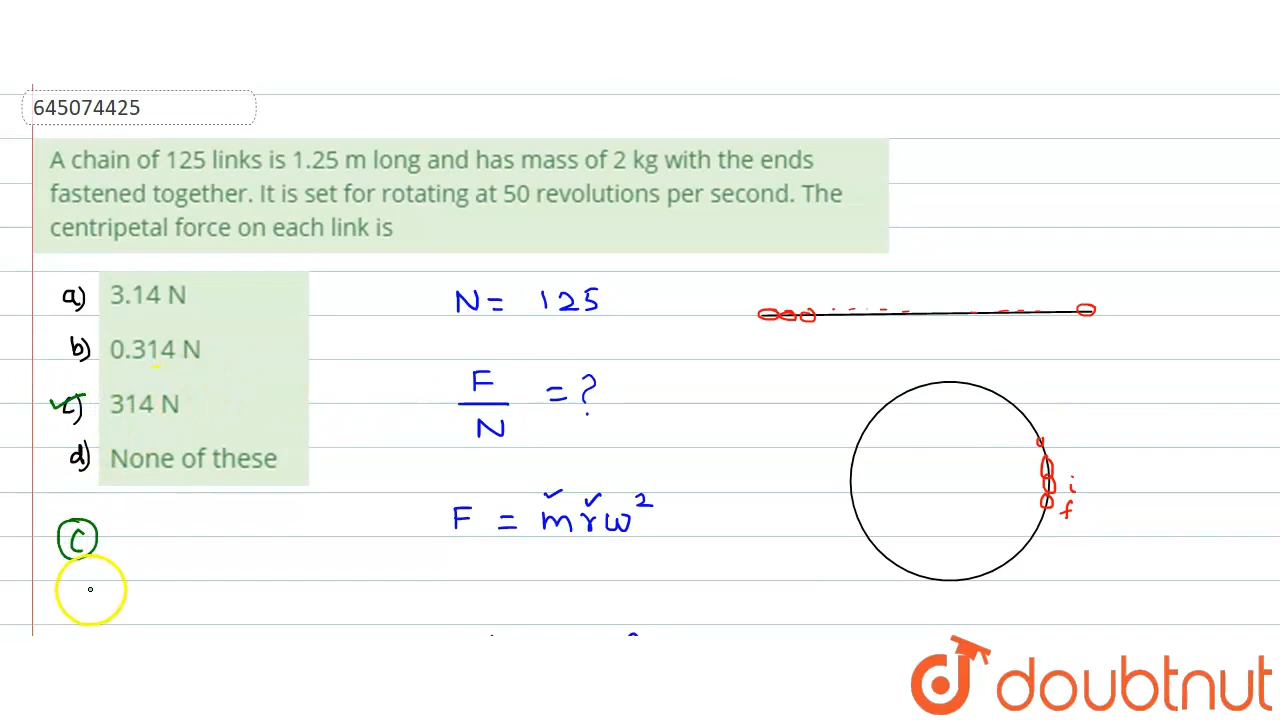 645074425
A chain of 125 links is 1.25 m long and has mass of 2 kg with the ends
fastened together. It is set for rotating at 50 revolutions per second. The
centripetal force on each link is
a) 3.14 N
b) 0.314 N
c) 314 N
d) None of these
C
N = 125
F/N = ?
F = mrω²
i
f
doubtnut